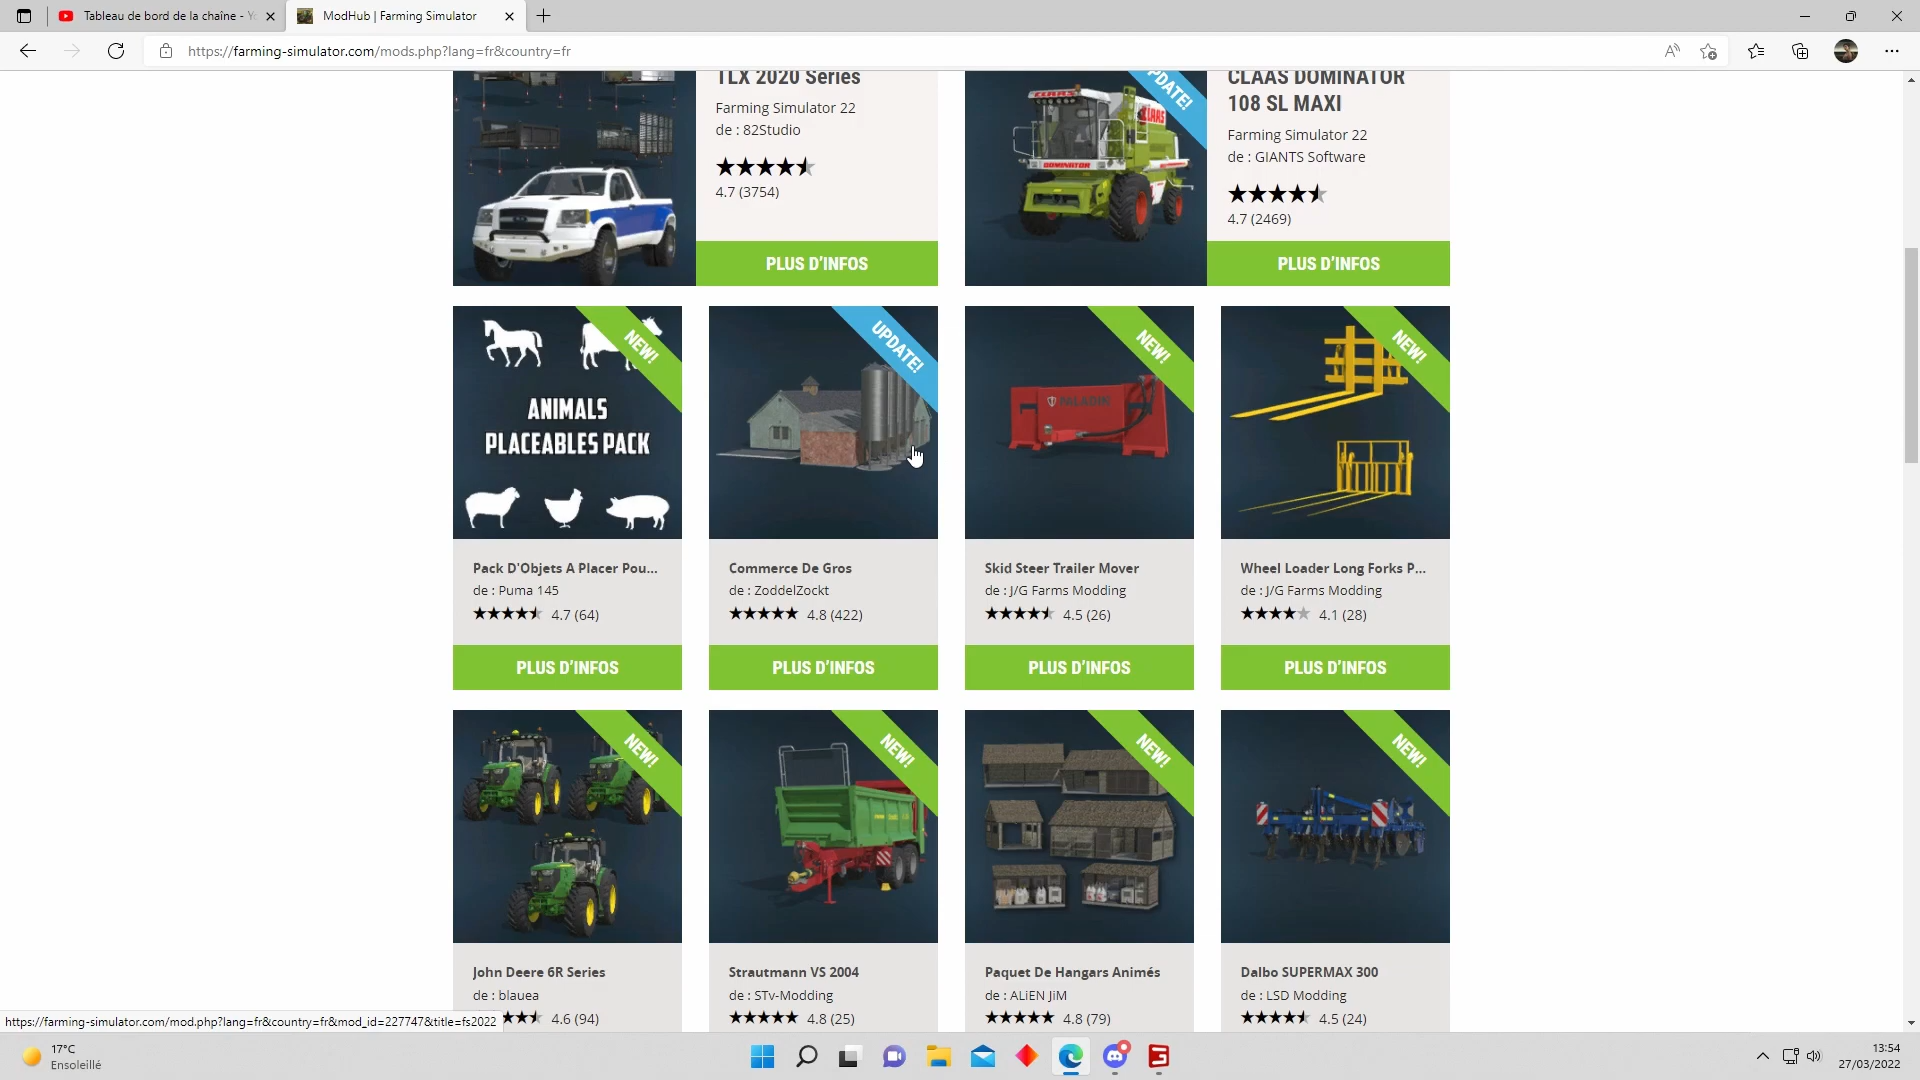 Tableau de bord de la chaîne - Yo
ModHub | Farming Simulator
https://farming-simulator.com/mods.php?lang=fr&country=fr
TLX 2020 Series
Farming Simulator 22
de : 82Studio
4.7 (3754)
PLUS D'INFOS
UPDATE!
CLAAS
DOMINATOR
CLAAS
CLAAS DOMINATOR
108 SL MAXI
Farming Simulator 22
de : GIANTS Software
4.7 (2469)
PLUS D'INFOS
NEW!
ANIMALS
PLACEABLES PACK
UPDATE!
NEW!
PALADIN
NEW!
Pack D'Objets A Placer Pou...
de : Puma 145
4.7 (64)
PLUS D'INFOS
Commerce De Gros
de : ZoddelZockt
4.8 (422)
PLUS D'INFOS
Skid Steer Trailer Mover
de : J/G Farms Modding
4.5 (26)
PLUS D'INFOS
Wheel Loader Long Forks P...
de : J/G Farms Modding
4.1 (28)
PLUS D'INFOS
NEW!
NEW!
NEW!
NEW!
John Deere 6R Series
de : blauea
4.6 (94)
Strautmann VS 2004
de : STv-Modding
4.8 (25)
Paquet De Hangars Animés
de : ALiEN JiM
4.8 (79)
Dalbo SUPERMAX 300
de : LSD Modding
4.5 (24)
https://farming-simulator.com/mod.php?lang=fr&country=fr&mod_id=227747&title=fs2022
17°C
Ensoleillé
13:54
27/03/2022